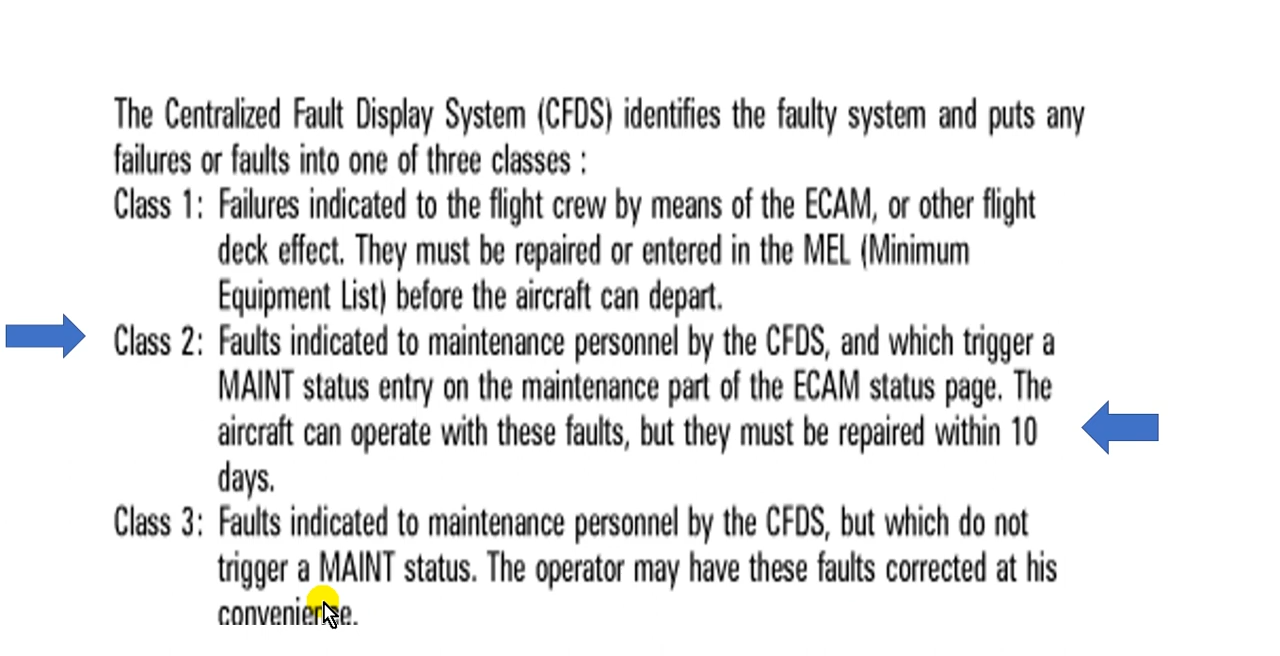 The Centralized Fault Display System (CFDS) identifies the faulty system and puts any
failures or faults into one of three classes :
Class 1: Failures indicated to the flight crew by means of the ECAM, or other flight
deck effect. They must be repaired or entered in the MEL (Minimum
Equipment List) before the aircraft can depart.
Class 2: Faults indicated to maintenance personnel by the CFDS, and which trigger a
MAINT status entry on the maintenance part of the ECAM status page. The
aircraft can operate with these faults, but they must be repaired within 10
days.
Class 3: Faults indicated to maintenance personnel by the CFDS, but which do not
trigger a MAINT status. The operator may have these faults corrected at his
convenience.